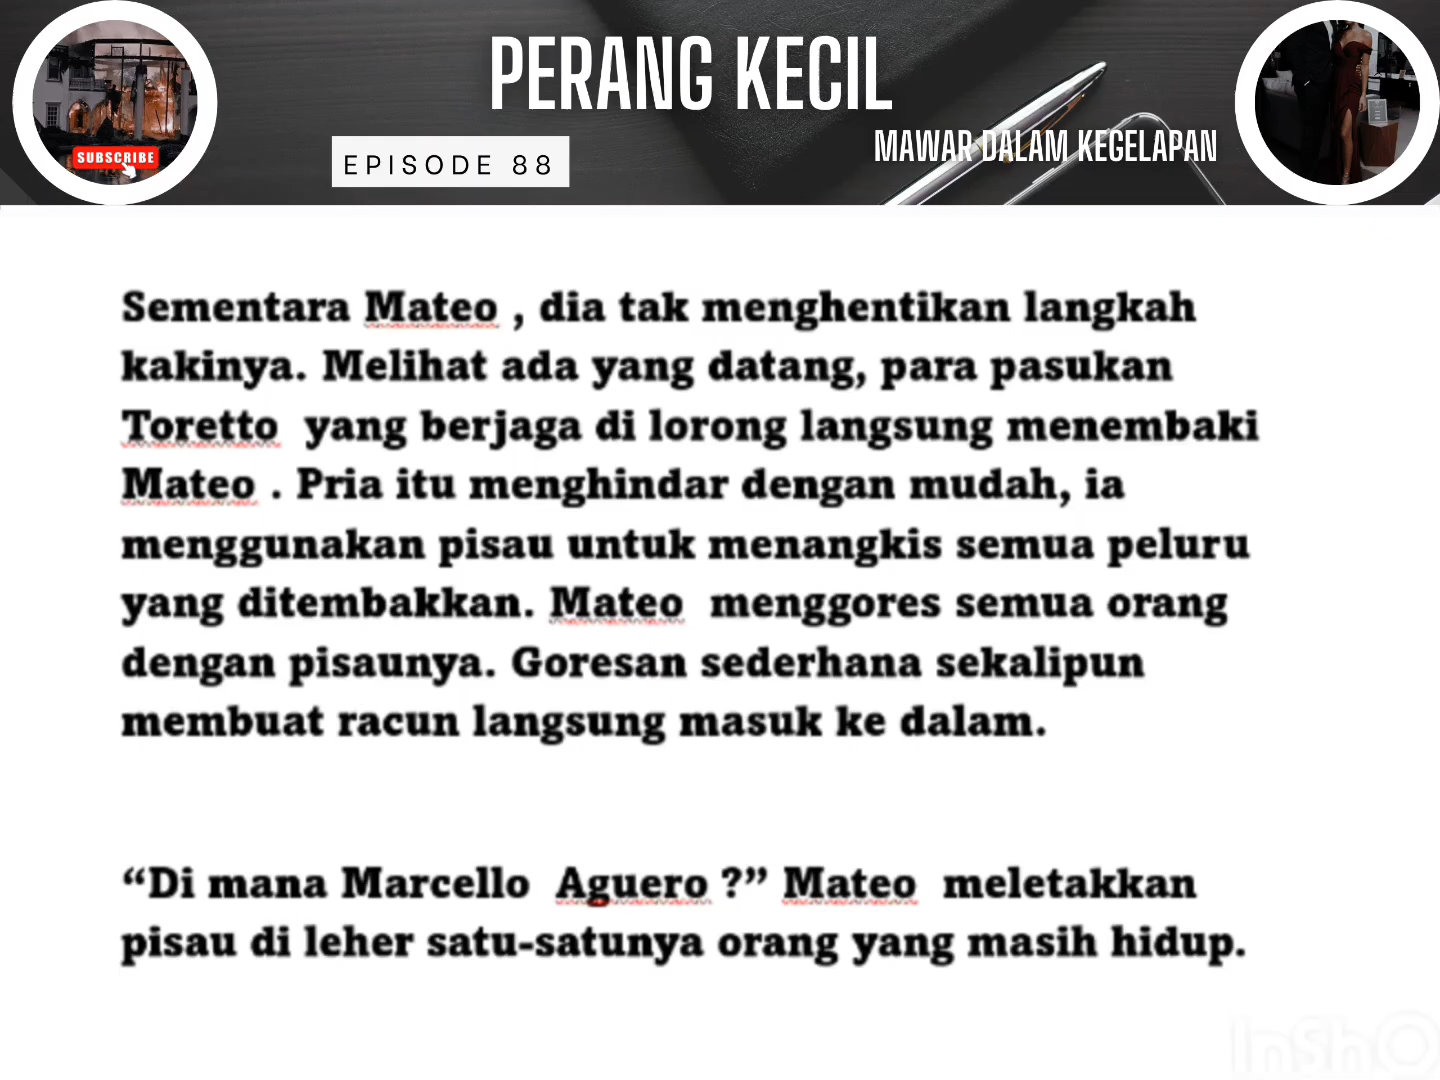 PERANG KECIL
MAWAR DALAM KEGELAPAN
EPISODE 88
SUBSCRIBE
Sementara Mateo , dia tak menghentikan langkah
kakinya. Melihat ada yang datang, para pasukan
Toretto yang berjaga di lorong langsung menembaki
Mateo . Pria itu menghindar dengan mudah, ia
menggunakan pisau untuk menangkis semua peluru
yang ditembakkan. Mateo menggores semua orang
dengan pisaunya. Goresan sederhana sekalipun
membuat racun langsung masuk ke dalam.
“Di mana Marcello Aguero ?” Mateo meletakkan
pisau di leher satu-satunya orang yang masih hidup.
InShO